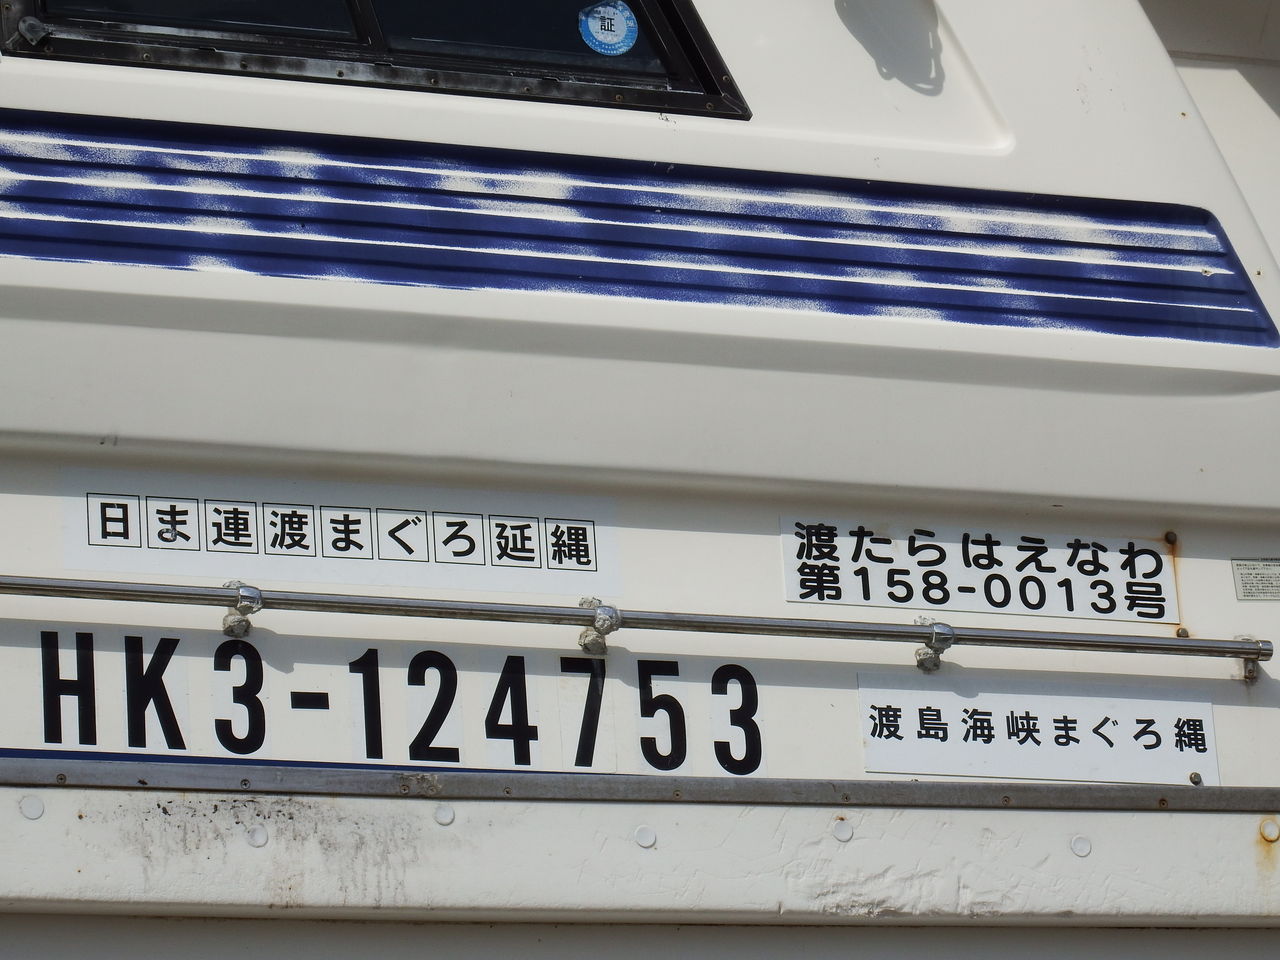 証
日ま連渡まぐろ延縄
渡たらはえなわ
第158-0013号
HK3-124753
渡島海峡まぐろ縄